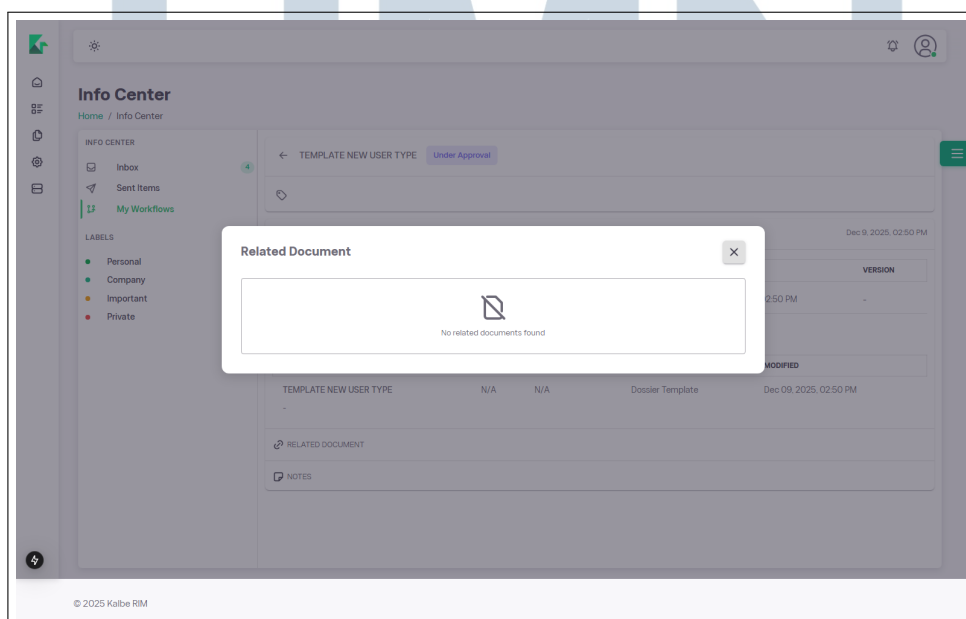 Info Center
Home / Info Center
INFO CENTER
Inbox 4
Sent Items
My Workflows
LABELS
Personal
Company
Important
Private
TEMPLATE NEW USER TYPE Under Approval
Dec 9, 2025, 02:50 PM
VERSION
2:50 PM -
Related Document
No related documents found
MODIFIED
TEMPLATE NEW USER TYPE N/A N/A Dossier Template Dec 09, 2025, 02:50 PM
-
RELATED DOCUMENT
NOTES
© 2025 Kalbe RIM